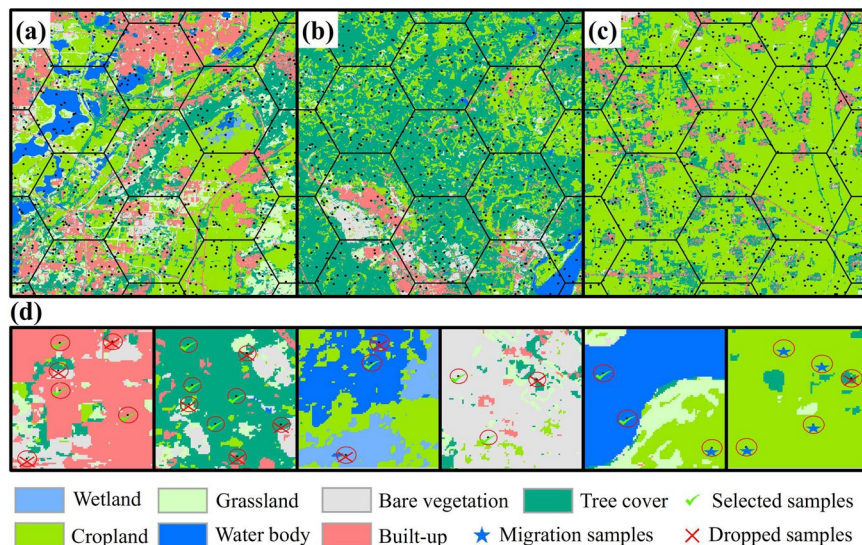 (a) (b) (c)
(d)
Wetland Grassland Bare vegetation Tree cover Selected samples
Cropland Water body Built-up Migration samples Dropped samples